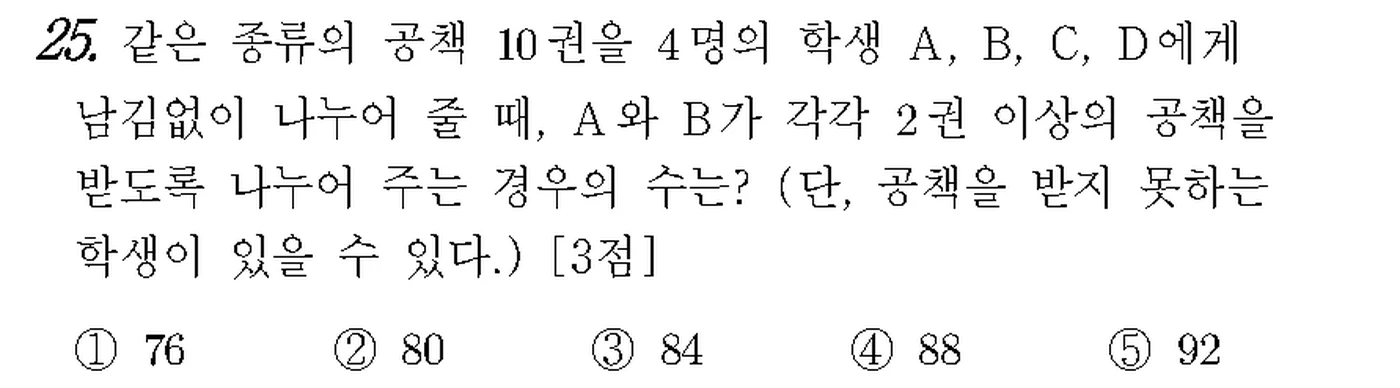 25. 같은 종류의 공책 10권을 4명의 학생 A, B, C, D에게
남김없이 나누어 줄 때, A와 B가 각각 2권 이상의 공책을
받도록 나누어 주는 경우의 수는? (단, 공책을 받지 못하는
학생이 있을 수 있다.) [3점]
① 76 ② 80 ③ 84 ④ 88 ⑤ 92